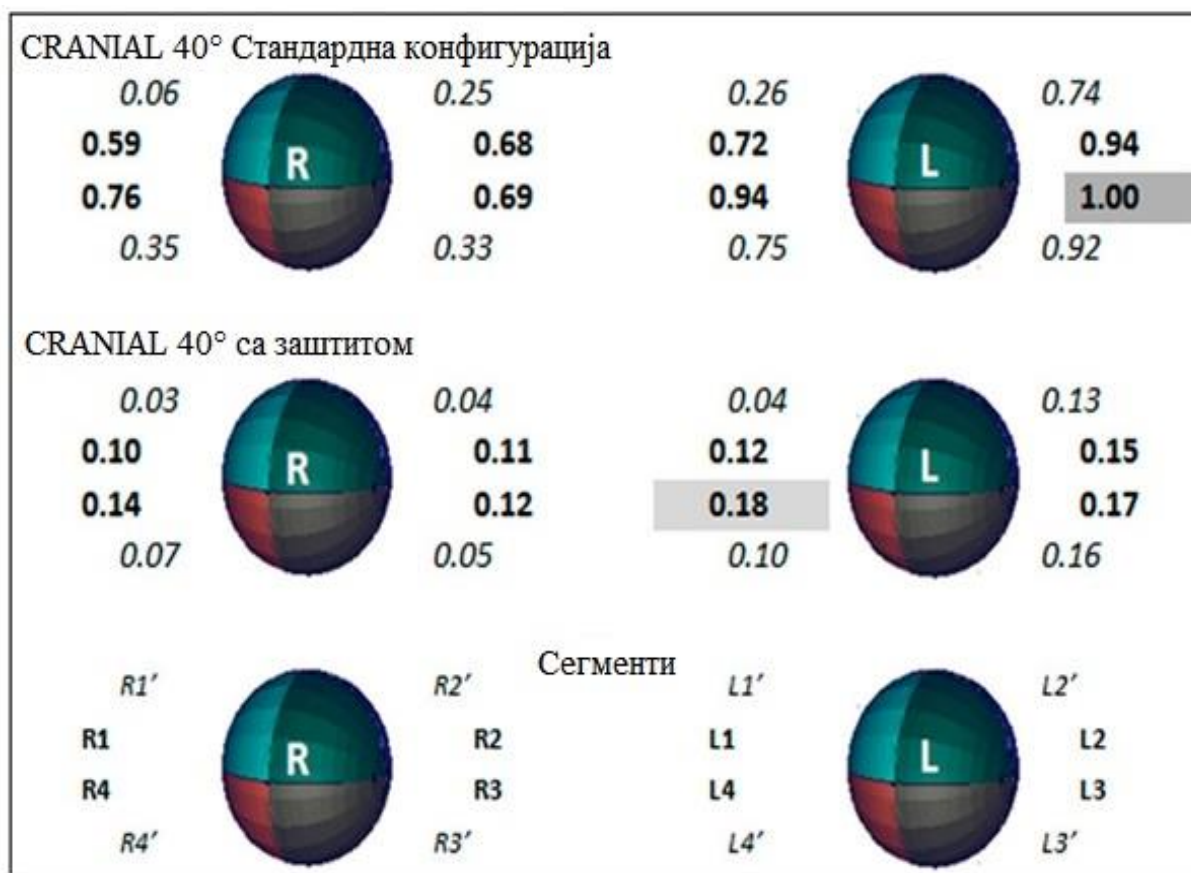 CRANIAL 40° Стандардна конфигурација
0.06 0.25 0.26 0.74
0.59 R 0.68 0.72 L 0.94
0.76 0.69 0.94 1.00
0.35 0.33 0.75 0.92
CRANIAL 40° са заштитом
0.03 0.04 0.04 0.13
0.10 R 0.11 0.12 L 0.15
0.14 0.12 0.18 0.17
0.07 0.05 0.10 0.16
Сегменти
R1′ R2′ L1′ L2′
R1 R R2 L1 L L2
R4 R3 L4 L3
R4′ R3′ L4′ L3′